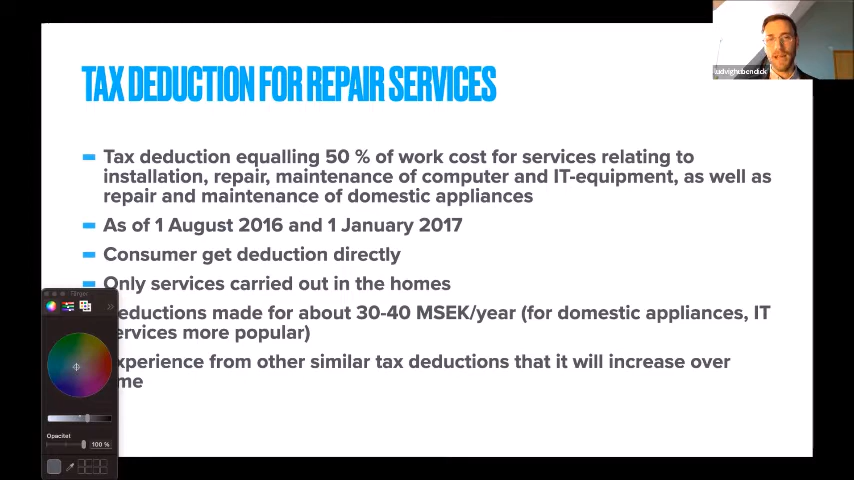 TAX DEDUCTION FOR REPAIR SERVICES
Tax deduction equalling 50 % of work cost for services relating to
installation, repair, maintenance of computer and IT-equipment, as well as
repair and maintenance of domestic appliances
As of 1 August 2016 and 1 January 2017
Consumer get deduction directly
Only services carried out in the homes
eductions made for about 30-40 MSEK/year (for domestic appliances, IT
ervices more popular)
xperience from other similar tax deductions that it will increase over
me
Färger
Opacitet
100 %